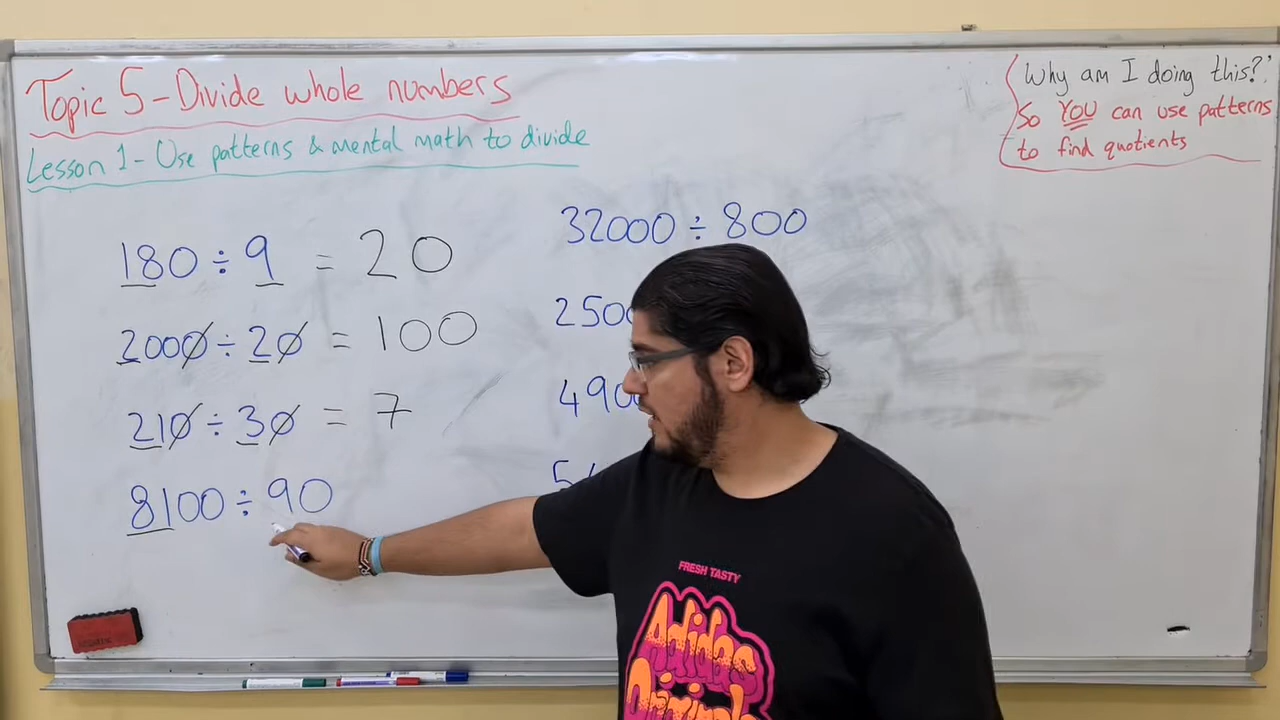 Topic 5 - Divide whole numbers
Lesson 1 - Use patterns & mental math to divide
Why am I doing this?
So YOU can use patterns
to find quotients
180 ÷ 9 = 20
2000 ÷ 20 = 100
210 ÷ 30 = 7
8100 ÷ 90
32000 ÷ 800
FRESH TASTY
Adidas
Originals